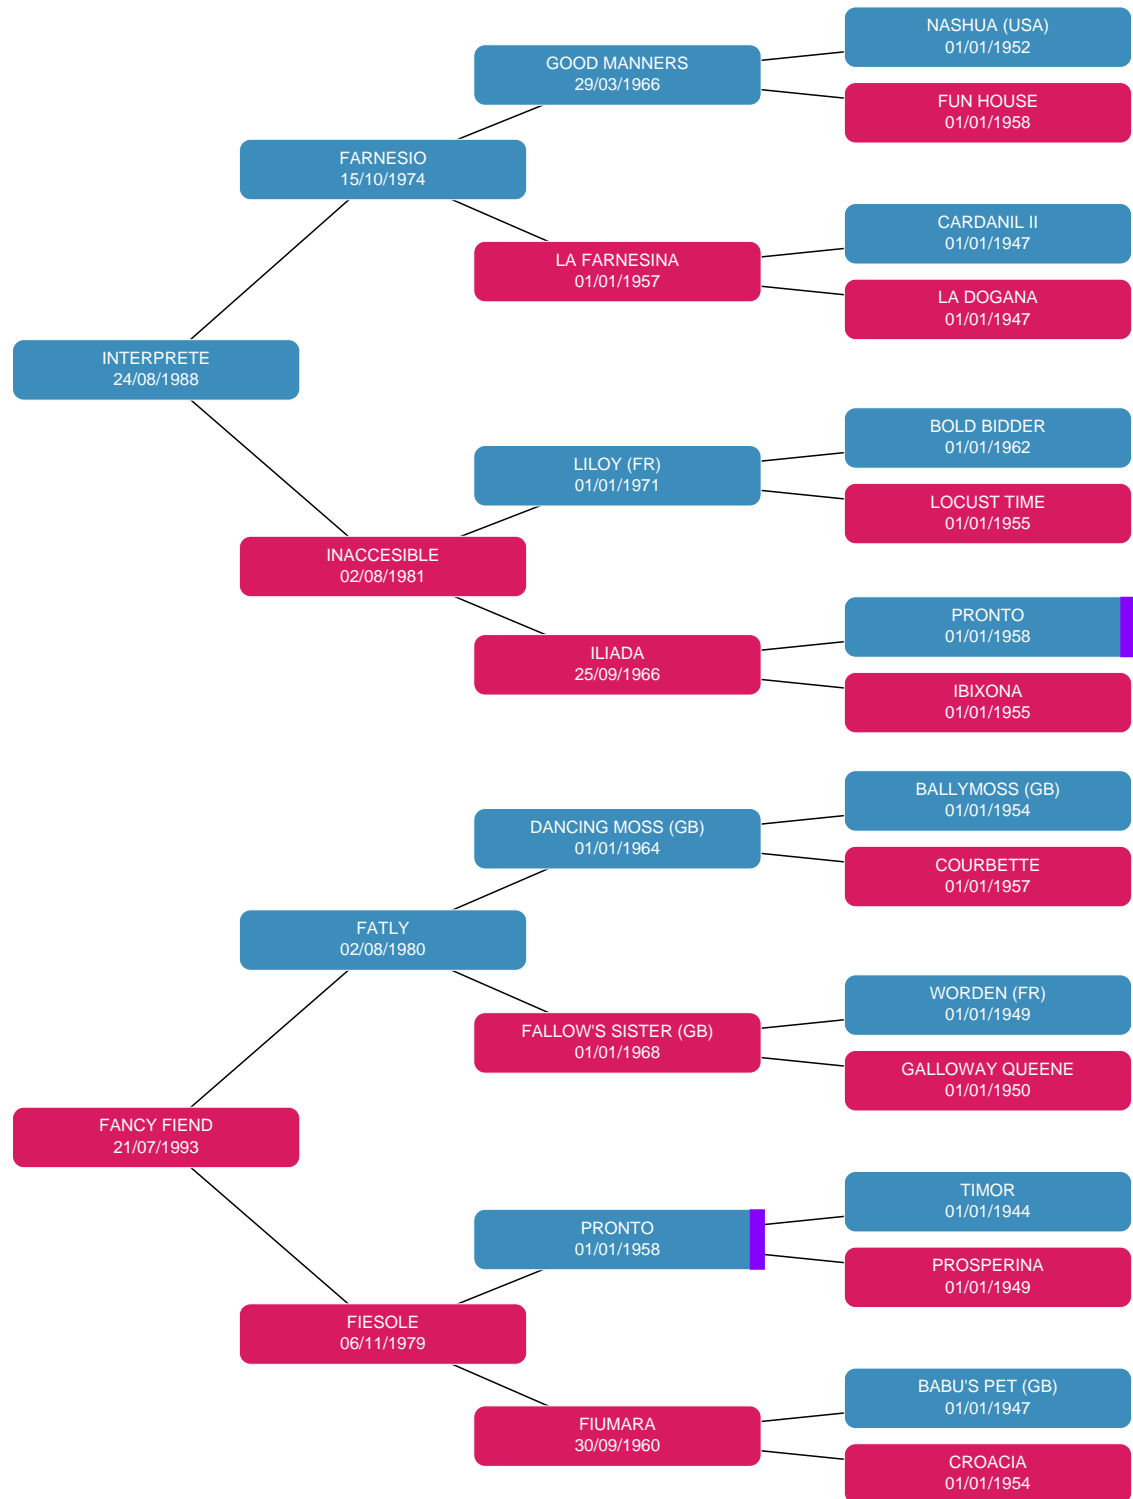 NASHUA (USA)
01/01/1952
GOOD MANNERS
29/03/1966
FUN HOUSE
01/01/1958
FARNESIO
15/10/1974
CARDANIL II
01/01/1947
LA FARNESINA
01/01/1957
LA DOGANA
01/01/1947
INTERPRETE
24/08/1988
BOLD BIDDER
01/01/1962
LILOY (FR)
01/01/1971
LOCUST TIME
01/01/1955
INACCESIBLE
02/08/1981
PRONTO
01/01/1958
ILIADA
25/09/1966
IBIXONA
01/01/1955
BALLYMOSS (GB)
01/01/1954
DANCING MOSS (GB)
01/01/1964
COURBETTE
01/01/1957
FATLY
02/08/1980
WORDEN (FR)
01/01/1949
FALLOW'S SISTER (GB)
01/01/1968
GALLOWAY QUEENE
01/01/1950
FANCY FIEND
21/07/1993
TIMOR
01/01/1944
PRONTO
01/01/1958
PROSPERINA
01/01/1949
FIESOLE
06/11/1979
BABU'S PET (GB)
01/01/1947
FIUMARA
30/09/1960
CROACIA
01/01/1954